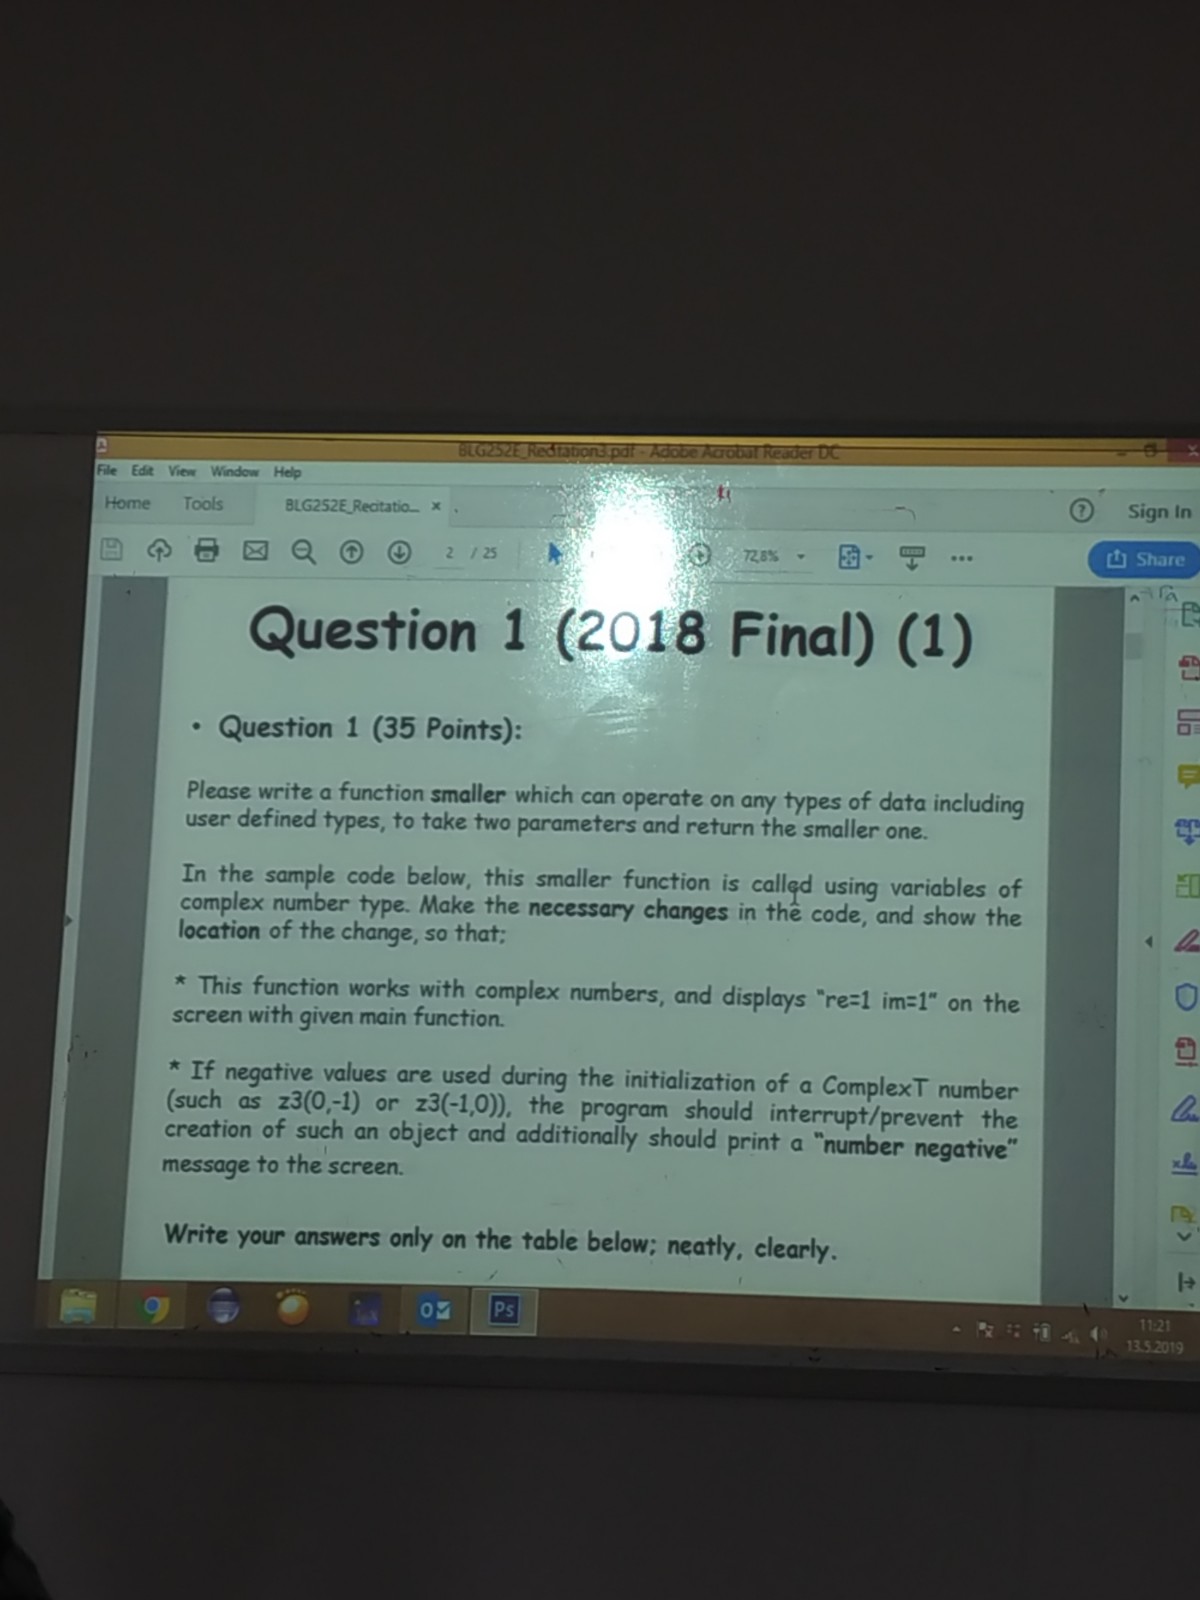 BLG252E_Recitation3.pdf - Adobe Acrobat Reader DC
File Edit View Window Help
Home Tools BLG252E_Recitatio... × Sign In
2 / 25 72,8% Share
Question 1 (2018 Final) (1)
• Question 1 (35 Points):
Please write a function smaller which can operate on any types of data including
user defined types, to take two parameters and return the smaller one.
In the sample code below, this smaller function is called using variables of
complex number type. Make the necessary changes in the code, and show the
location of the change, so that;
* This function works with complex numbers, and displays "re=1 im=1" on the
screen with given main function.
* If negative values are used during the initialization of a ComplexT number
(such as z3(0,-1) or z3(-1,0)), the program should interrupt/prevent the
creation of such an object and additionally should print a "number negative"
message to the screen.
Write your answers only on the table below; neatly, clearly.
Ps
11:21
13.5.2019